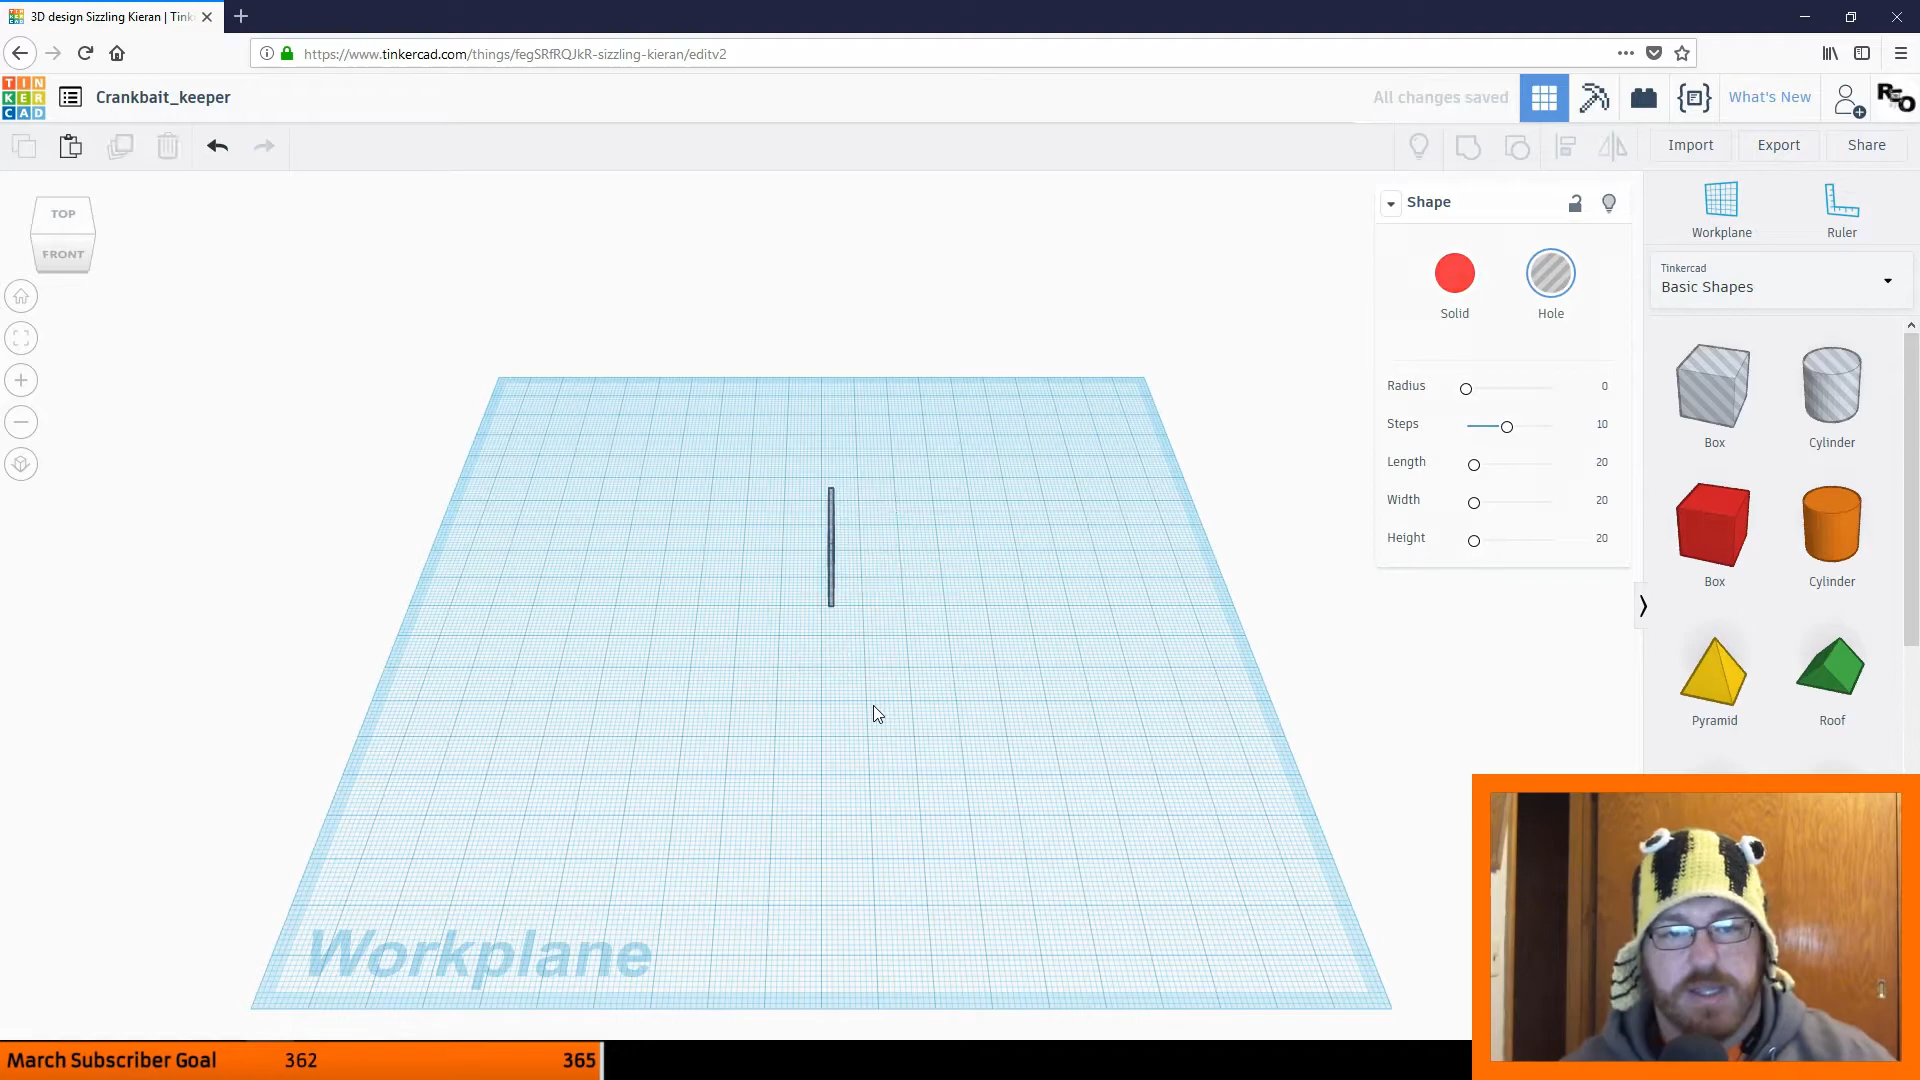 3D design Sizzling Kieran | Tink
https://www.tinkercad.com/things/fegSRfRQJkR-sizzling-kieran/editv2
TIN
KER
CAD
Crankbait_keeper
All changes saved
What's New
Import
Export
Share
TOP
FRONT
Shape
Solid
Hole
Radius 0
Steps 10
Length 20
Width 20
Height 20
Workplane
Ruler
Tinkercad
Basic Shapes
Box
Cylinder
Box
Cylinder
Pyramid
Roof
Workplane
March Subscriber Goal 362 365